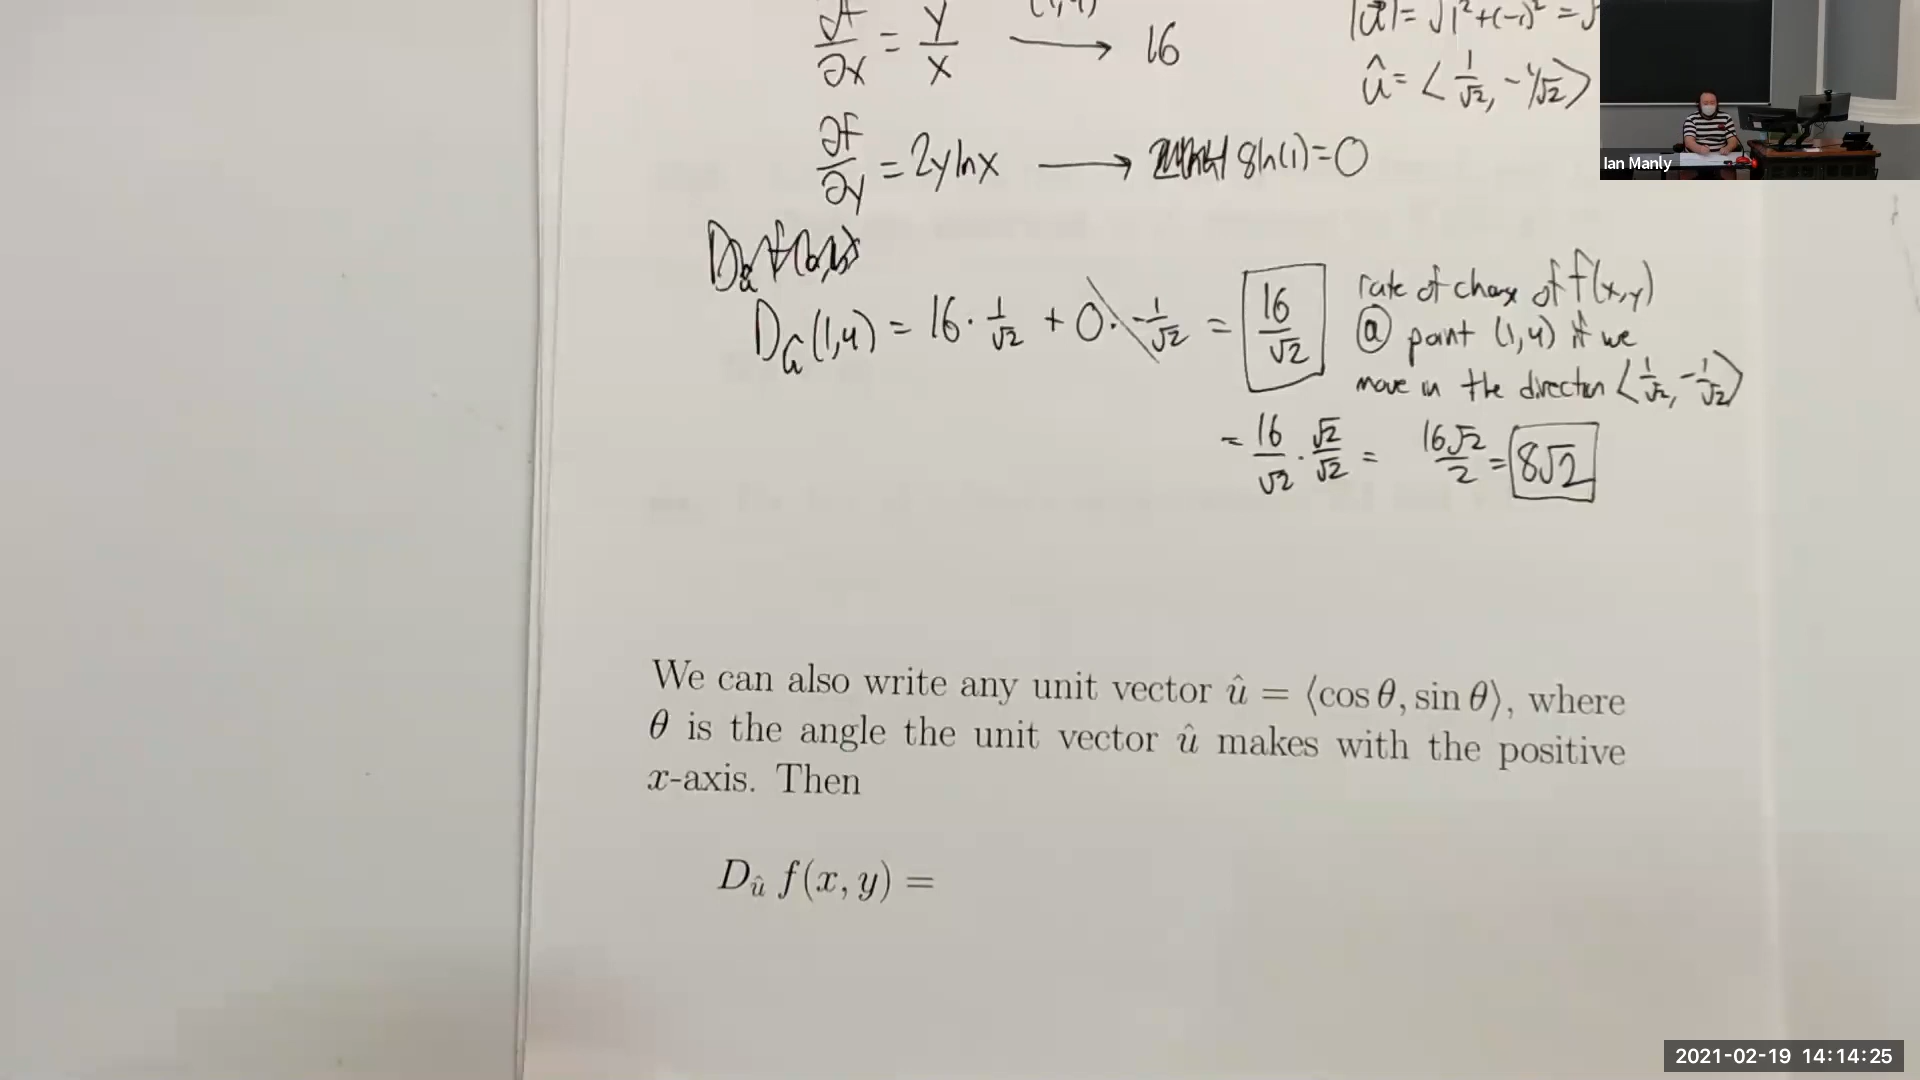 ∂f/∂x = y/x (1,4) ⟶ 16
|a⃗| = √1²+(-1)² = √
û = ⟨1/√2, -1/√2⟩
∂f/∂y = 2y ln x ⟶ 8 ln(1) = 0
Ian Manly
D_û (1,4) = 16 · 1/√2 + 0 · -1/√2 = 16/√2
rate of change of f(x,y)
@ point (1,4) if we
move in the direction ⟨1/√2, -1/√2⟩
= 16/√2 · √2/√2 = 16√2/2 = 8√2
We can also write any unit vector û = ⟨cos θ, sin θ⟩, where
θ is the angle the unit vector û makes with the positive
x-axis. Then
D_û f(x, y) =
2021-02-19 14:14:25